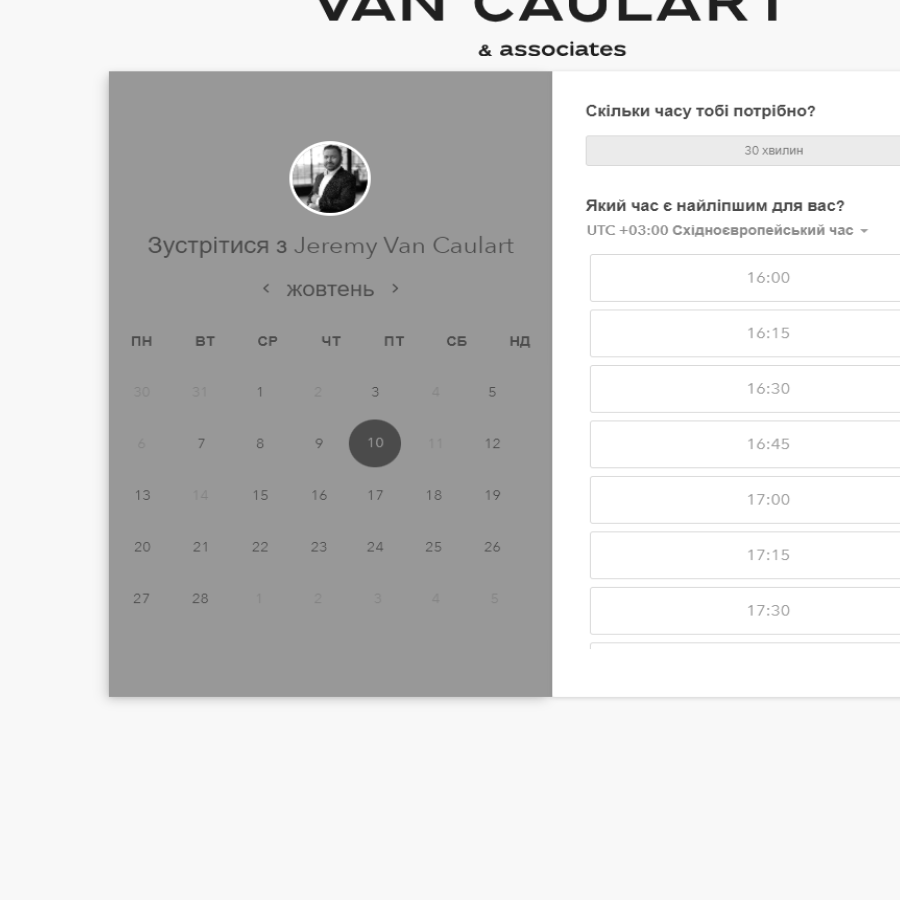 VAN CAULART
& associates
Зустрітися з Jeremy Van Caulart
‹ жовтень ›
ПН ВТ СР ЧТ ПТ СБ НД
30 31 1 2 3 4 5
6 7 8 9 10 11 12
13 14 15 16 17 18 19
20 21 22 23 24 25 26
27 28 1 2 3 4 5
Скільки часу тобі потрібно?
30 хвилин
Який час є найліпшим для вас?
UTC +03:00 Східноєвропейський час
16:00
16:15
16:30
16:45
17:00
17:15
17:30